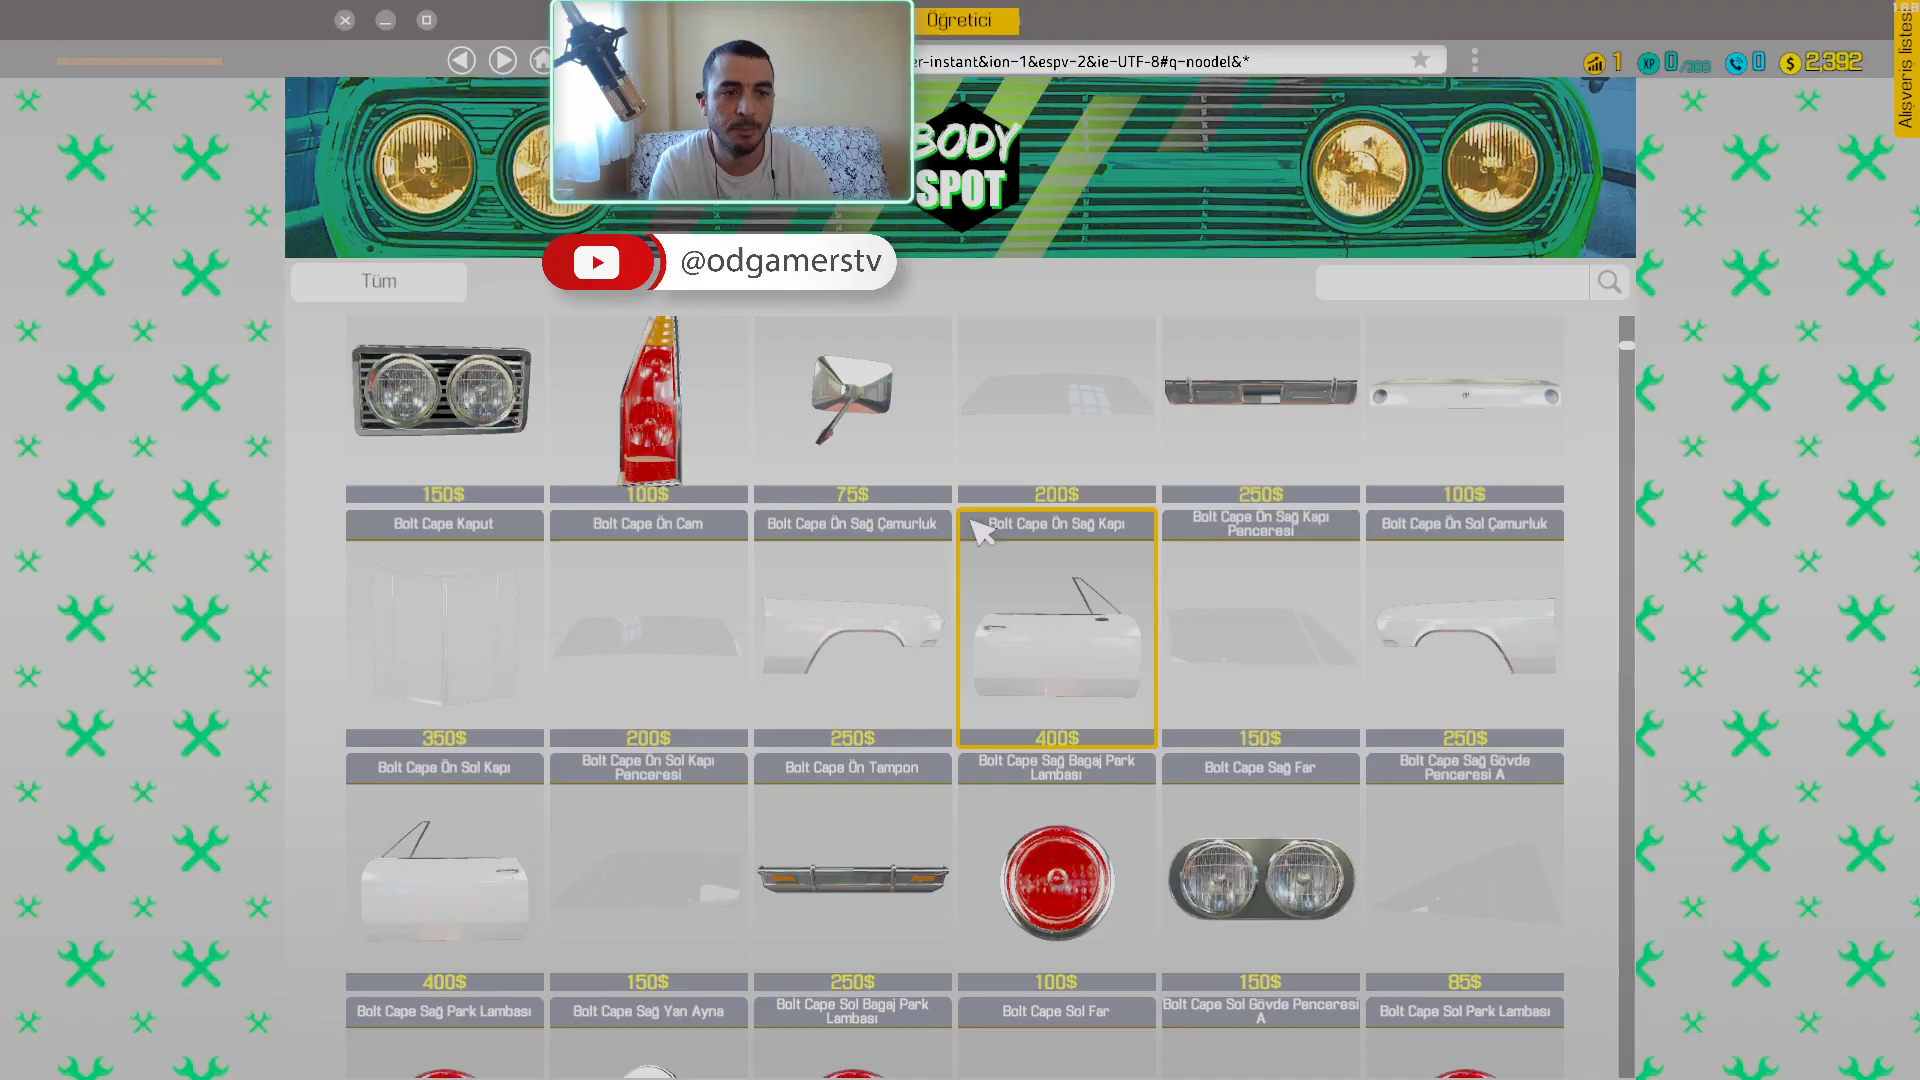 Öğretici
1.8.8
Alışveriş listesi
er-instant&ion-1&espv-2&ie-UTF-8#q-noodel&*
1
XP 0/300
0
$ 2,392
BODY
SPOT
@odgamerstv
Tüm
150$
100$
75$
200$
250$
100$
Bolt Cape Kaput
Bolt Cape Ön Cam
Bolt Cape Ön Sağ Çamurluk
Bolt Cape Ön Sağ Kapı
Bolt Cape Ön Sağ Kapı
Penceresi
Bolt Cape Ön Sol Çamurluk
350$
200$
250$
400$
150$
250$
Bolt Cape Ön Sol Kapı
Bolt Cape Ön Sol Kapı
Penceresi
Bolt Cape Ön Tampon
Bolt Cape Sağ Bagaj Park
Lambası
Bolt Cape Sağ Far
Bolt Cape Sağ Gövde
Penceresi A
400$
150$
250$
100$
150$
85$
Bolt Cape Sağ Park Lambası
Bolt Cape Sağ Yan Ayna
Bolt Cape Sol Bagaj Park
Lambası
Bolt Cape Sol Far
Bolt Cape Sol Gövde Penceresi
A
Bolt Cape Sol Park Lambası